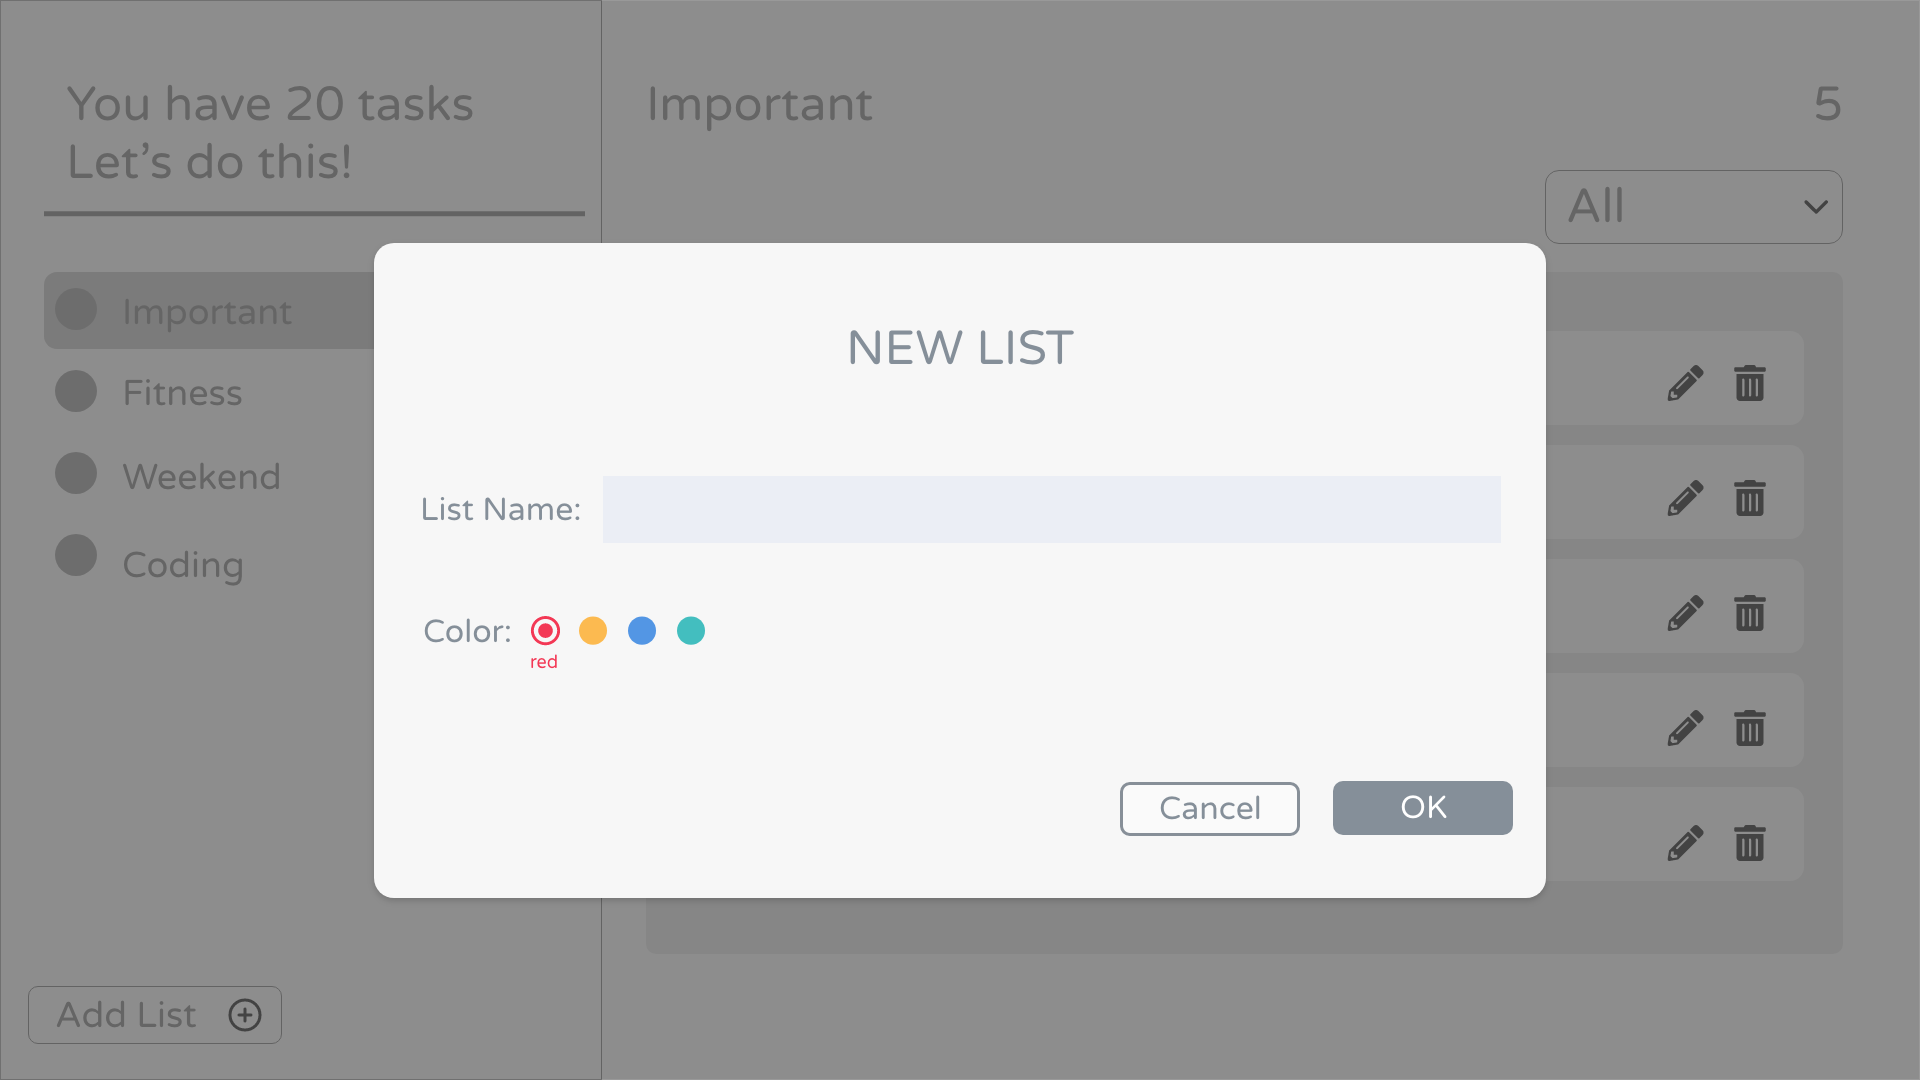 You have 20 tasks
Let’s do this!
Important
5
All
Important
Fitness
Weekend
Coding
Add List
NEW LIST
List Name:
Color:
red
Cancel
OK